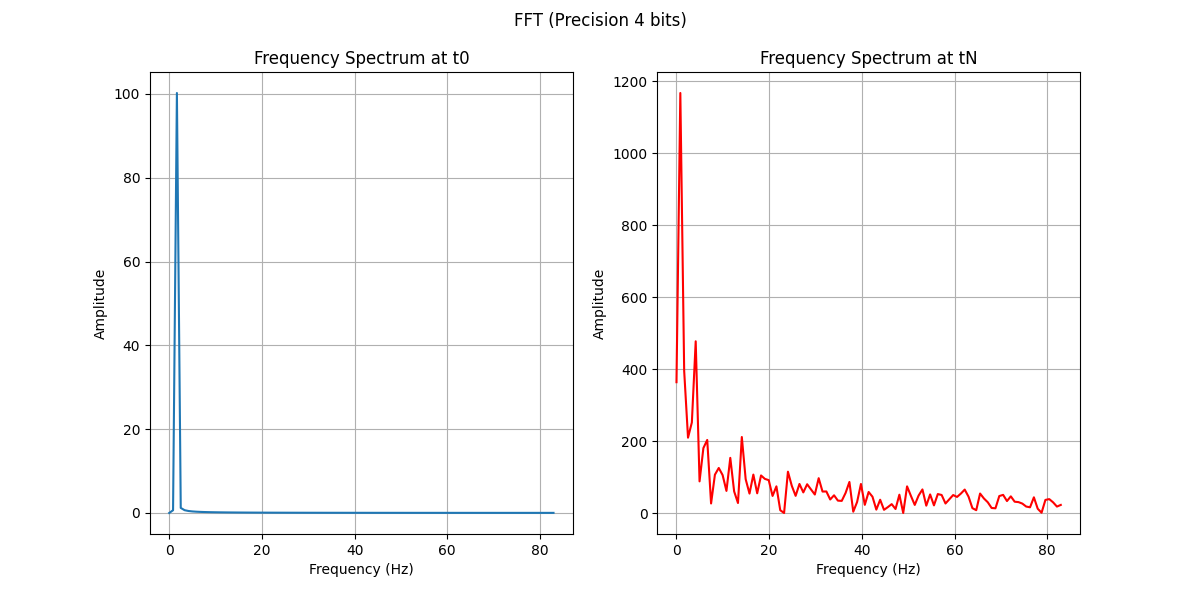 FFT (Precision 4 bits)
Frequency Spectrum at t0
Amplitude
100
80
60
40
20
0
0 20 40 60 80
Frequency (Hz)
Frequency Spectrum at tN
Amplitude
1200
1000
800
600
400
200
0
0 20 40 60 80
Frequency (Hz)